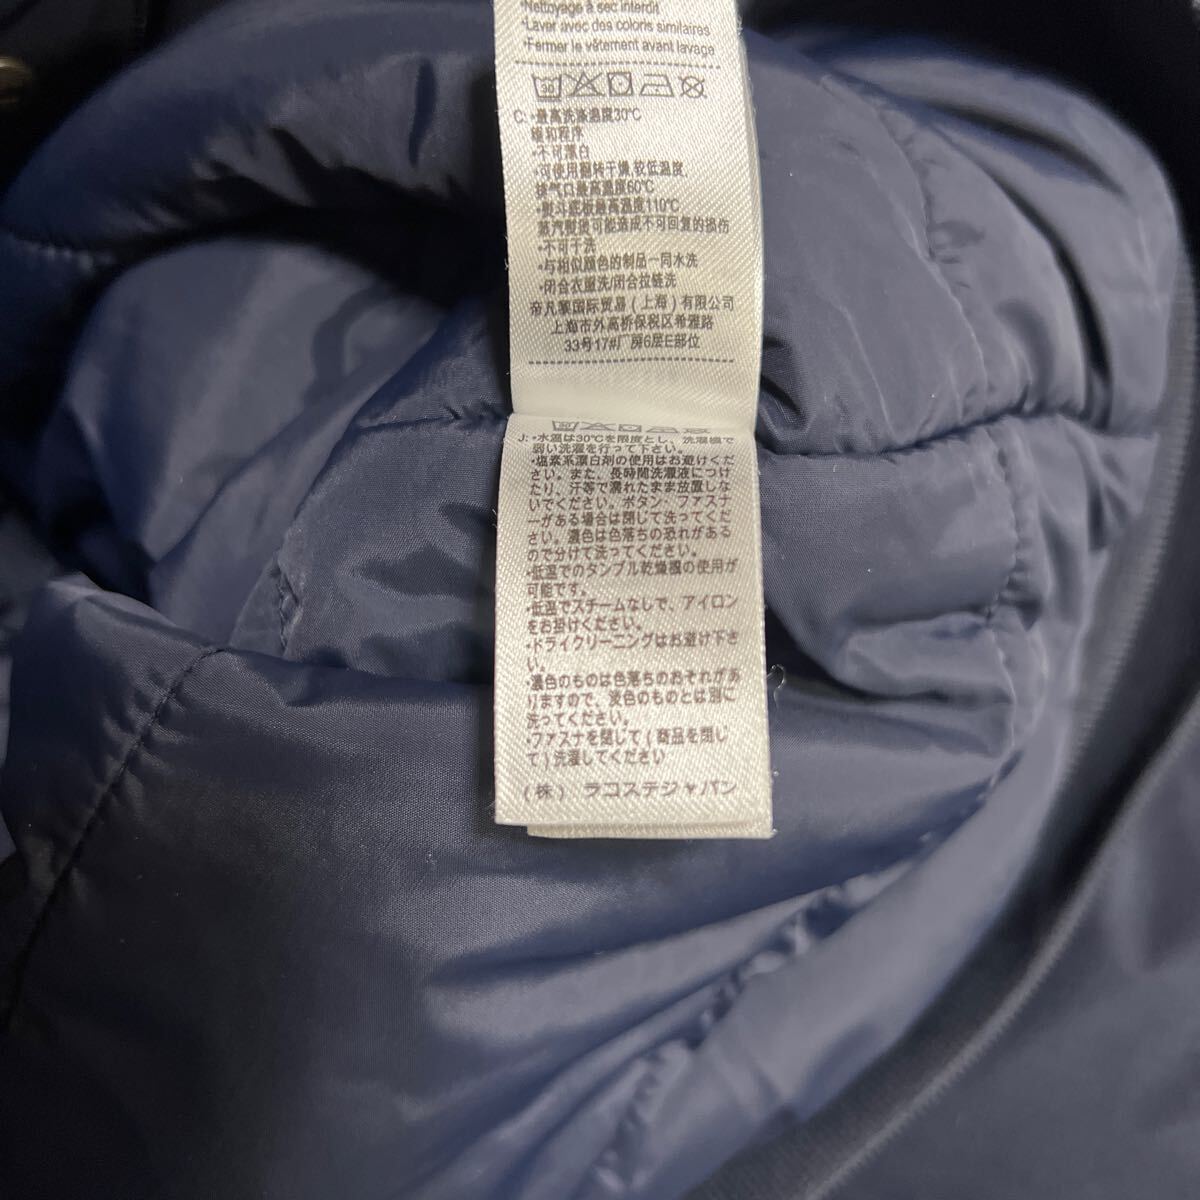 •Nettoyage à sec interdit
•Laver avec des coloris similaires
•Fermer le vêtement avant lavage
30
C: •最高洗涤温度30℃
缓和程序
•不可漂白
•可使用翻转干燥,较低温度,
排气口最高温度60℃
•熨斗底板最高温度110℃
蒸汽熨烫可能造成不可回复的损伤
•不可干洗
•与相似颜色的制品一同水洗
•闭合衣服洗/闭合拉链洗
帝凡黎国际贸易(上海)有限公司
上海市外高桥保税区希雅路
33号17#厂房6层E部位
J: •水温は30℃を限度とし、洗濯機で
弱い洗濯を行って下さい。
•塩素系漂白剤の使用はお避けくだ
さい。また、長時間洗濯液につけ
たり、汗等で濡れたまま放置しな
いでください。ボタン、ファスナ
ーがある場合は閉じて洗ってくだ
さい。濃色は色落ちの恐れがある
ので分けて洗ってください。
•低温でのタンブル乾燥機の使用が
可能です。
•低温でスチームなしで、アイロン
をお掛けください。
•ドライクリーニングはお避け下さ
い。
•濃色のものは色落ちのおそれがあ
りますので、淡色のものとは別に
洗ってください。
•ファスナを閉じて(商品を閉じ
て)洗濯してください
(株) ラコステジャパン